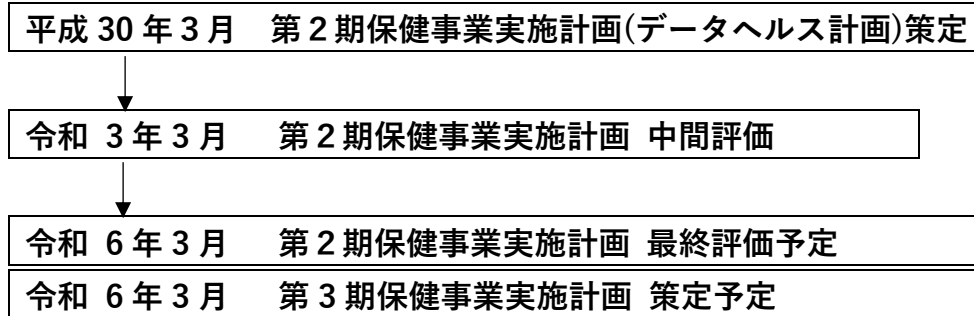 平成 30 年 3 月　第 2 期保健事業実施計画(データヘルス計画)策定
令和 3 年 3 月　第 2 期保健事業実施計画 中間評価
令和 6 年 3 月　第 2 期保健事業実施計画 最終評価予定
令和 6 年 3 月　第 3 期保健事業実施計画 策定予定